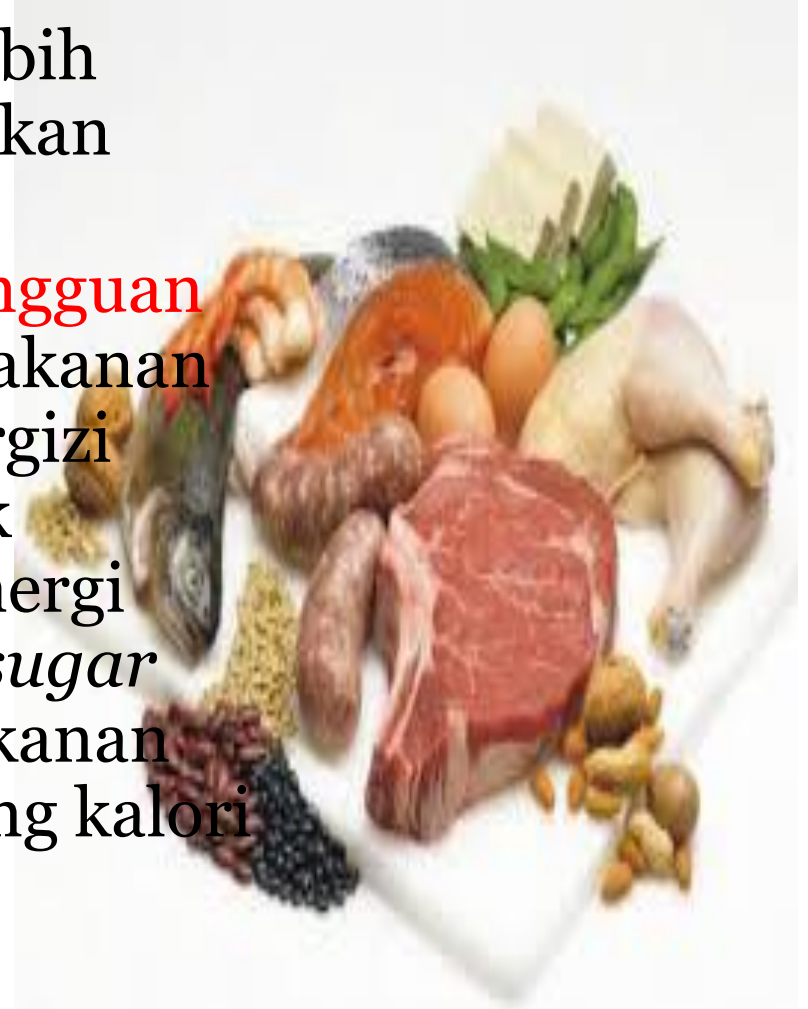 bih
kan
ngguan
akanan
rgizi
k
nergi
sugar
kanan
ng kalori